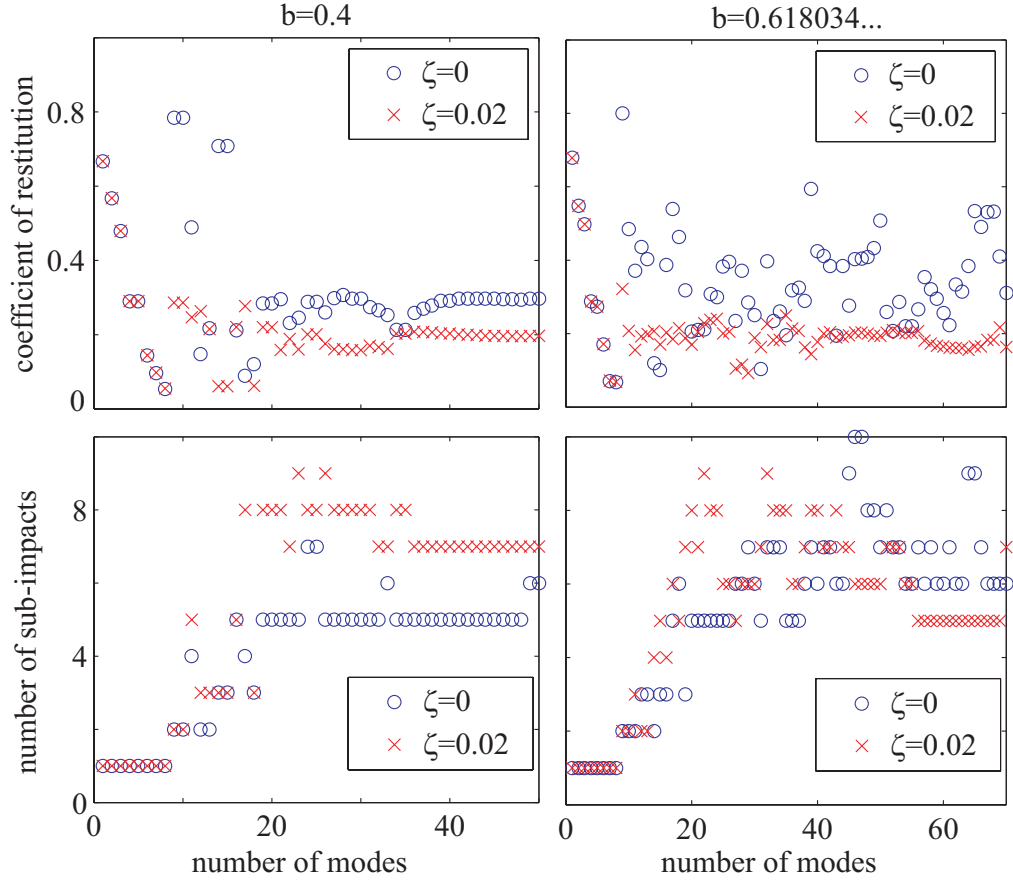 b=0.4
b=0.618034...
coefficient of restitution
0.8
0.4
0
ζ=0
ζ=0.02
ζ=0
ζ=0.02
number of sub-impacts
8
4
0
ζ=0
ζ=0.02
ζ=0
ζ=0.02
0
20
40
0
20
40
60
number of modes
number of modes